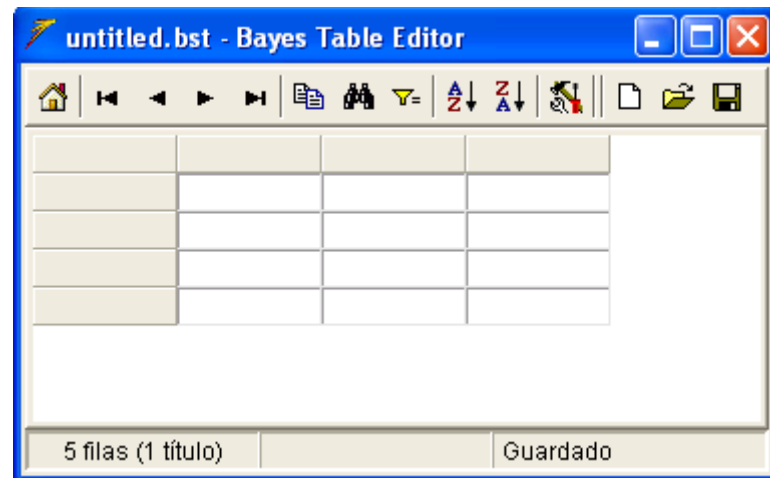 untitled.bst - Bayes Table Editor
A Z Z A
5 filas (1 título) Guardado